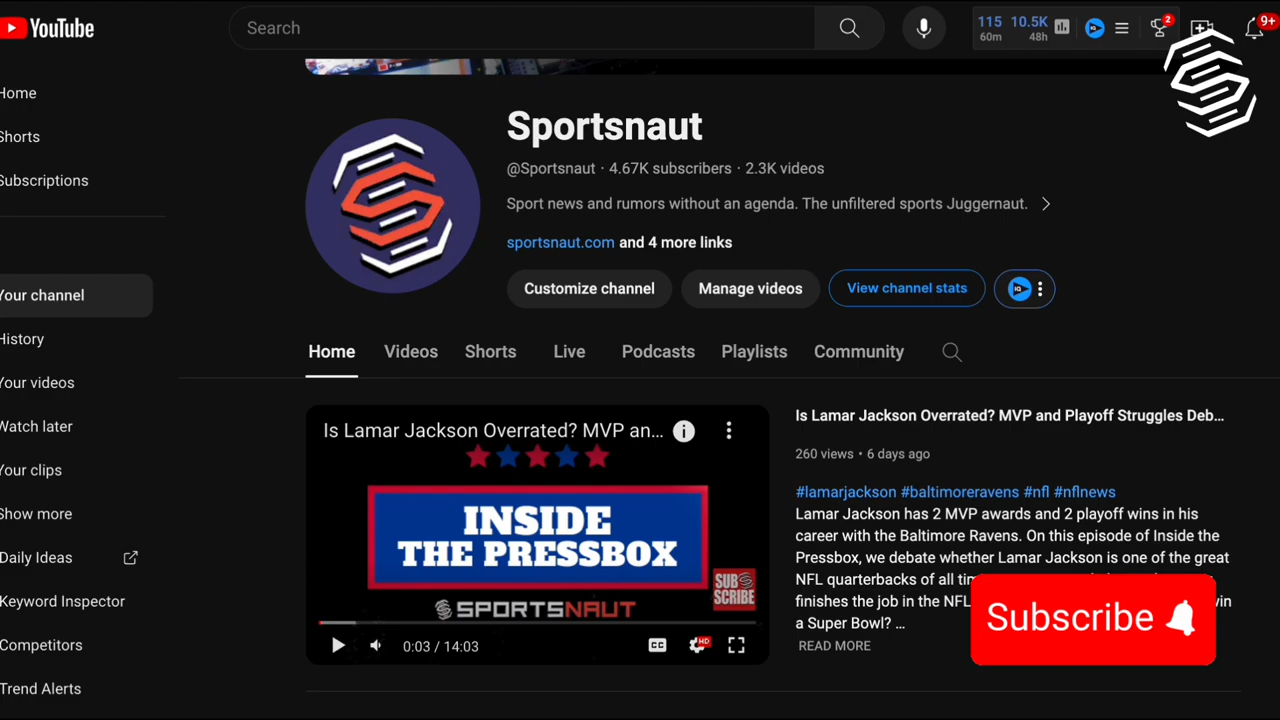 YouTube
Search
115 10.5K
60m 48h
2
9+
Home
Shorts
Subscriptions
Your channel
History
Your videos
Watch later
Your clips
Show more
Daily Ideas
Keyword Inspector
Competitors
Trend Alerts
Sportsnaut
@Sportsnaut · 4.67K subscribers · 2.3K videos
Sport news and rumors without an agenda. The unfiltered sports Juggernaut.
sportsnaut.com and 4 more links
Customize channel Manage videos View channel stats IQ
Home Videos Shorts Live Podcasts Playlists Community
Is Lamar Jackson Overrated? MVP an...
INSIDE
THE PRESSBOX
SUB
SCRIBE
SPORTSNAUT
0:03 / 14:03 CC HD
Is Lamar Jackson Overrated? MVP and Playoff Struggles Deb...
260 views • 6 days ago
#lamarjackson #baltimoreravens #nfl #nflnews
Lamar Jackson has 2 MVP awards and 2 playoff wins in his
career with the Baltimore Ravens. On this episode of Inside the
Pressbox, we debate whether Lamar Jackson is one of the great
NFL quarterbacks of all
finishes the job in the NFL
a Super Bowl? ...
READ MORE
Subscribe